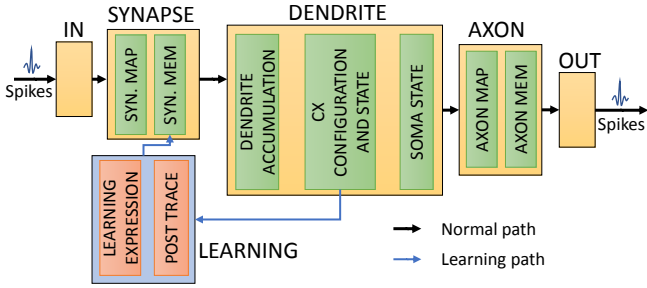 SYNAPSE
DENDRITE
AXON
IN
OUT
Spikes
SYN. MAP
SYN. MEM
DENDRITE
ACCUMULATION
CX
CONFIGURATION
AND STATE
SOMA STATE
AXON MAP
AXON MEM
Spikes
LEARNING
EXPRESSION
POST TRACE
LEARNING
Normal path
Learning path